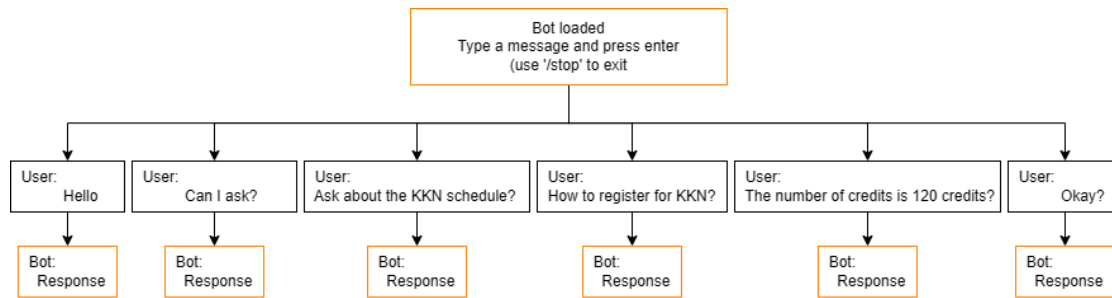 Bot loaded
Type a message and press enter
(use '/stop' to exit
User:
Hello
User:
Can I ask?
User:
Ask about the KKN schedule?
User:
How to register for KKN?
User:
The number of credits is 120 credits?
User:
Okay?
Bot:
Response
Bot:
Response
Bot:
Response
Bot:
Response
Bot:
Response
Bot:
Response